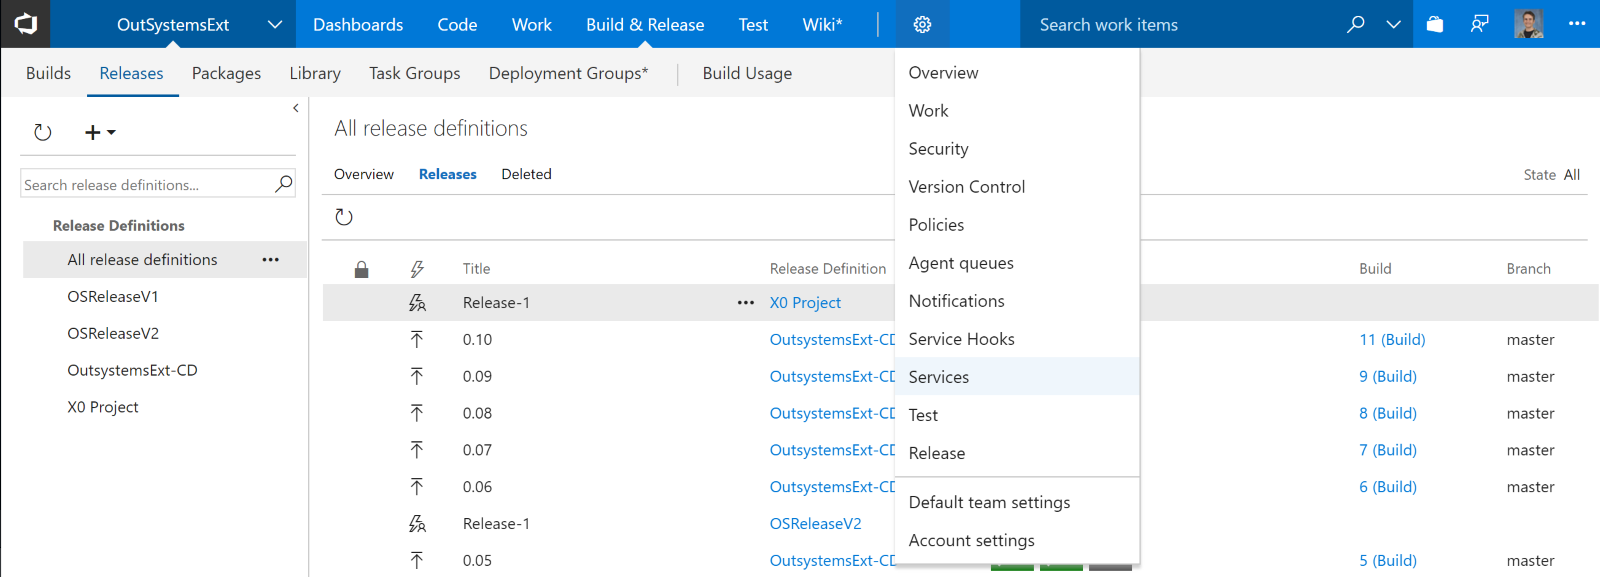 OutSystemsExt Dashboards Code Work Build & Release Test Wiki* Search work items
Builds Releases Packages Library Task Groups Deployment Groups* Build Usage
Overview
Work
Security
Version Control
Policies
Agent queues
Notifications
Service Hooks
Services
Test
Release
Default team settings
Account settings
Search release definitions...
Release Definitions
All release definitions
OSReleaseV1
OSReleaseV2
OutsystemsExt-CD
X0 Project
All release definitions
Overview Releases Deleted State All
Title Release Definition Build Branch
Release-1 X0 Project
0.10 OutsystemsExt-CD 11 (Build) master
0.09 OutsystemsExt-CD 9 (Build) master
0.08 OutsystemsExt-CD 8 (Build) master
0.07 OutsystemsExt-CD 7 (Build) master
0.06 OutsystemsExt-CD 6 (Build) master
Release-1 OSReleaseV2
0.05 OutsystemsExt-CD 5 (Build) master